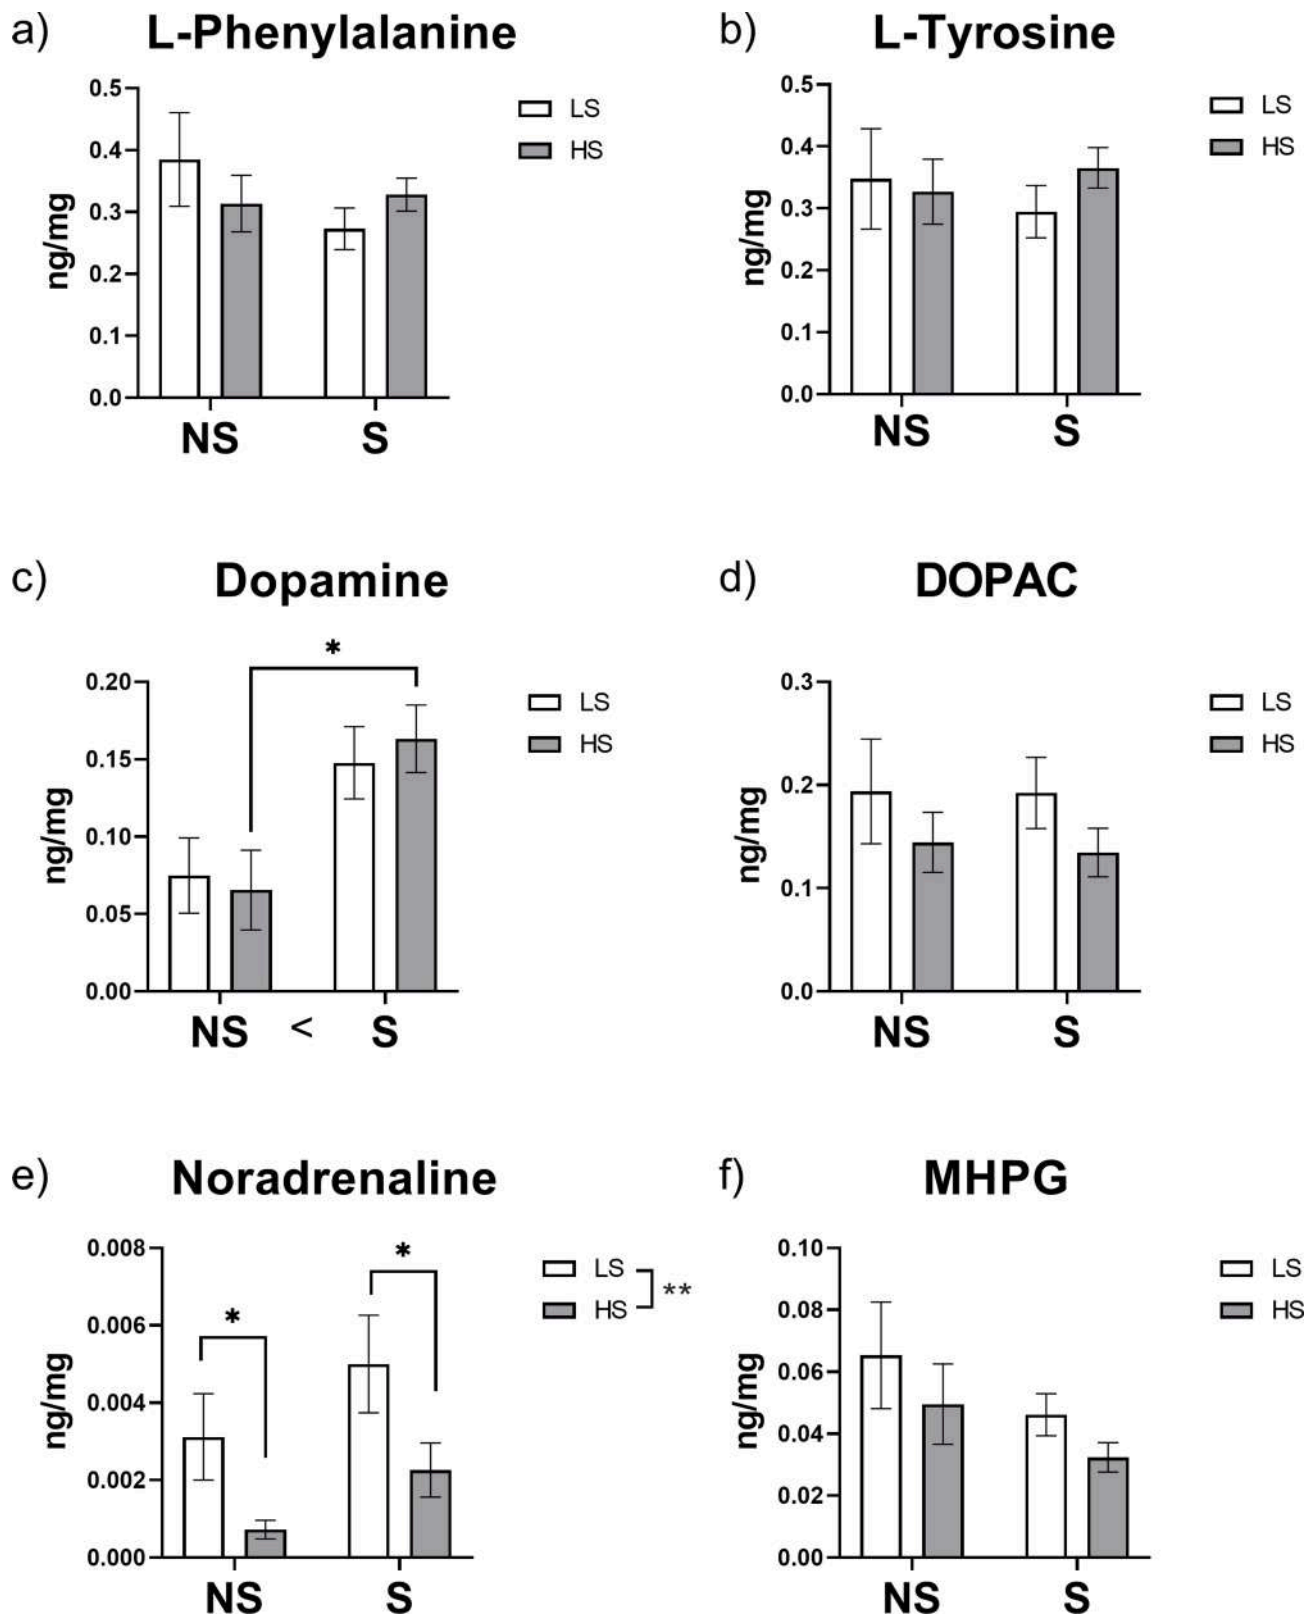 a) L-Phenylalanine
0.5
0.4
0.3
0.2
0.1
0.0
ng/mg
LS
HS
NS S
b) L-Tyrosine
0.5
0.4
0.3
0.2
0.1
0.0
ng/mg
LS
HS
NS S
c) Dopamine
*
0.20
0.15
0.10
0.05
0.00
ng/mg
LS
HS
NS < S
d) DOPAC
0.3
0.2
0.1
0.0
ng/mg
LS
HS
NS S
e) Noradrenaline
0.008
0.006
0.004
0.002
0.000
ng/mg
*
*
LS
HS
**
NS S
f) MHPG
0.10
0.08
0.06
0.04
0.02
0.00
ng/mg
LS
HS
NS S